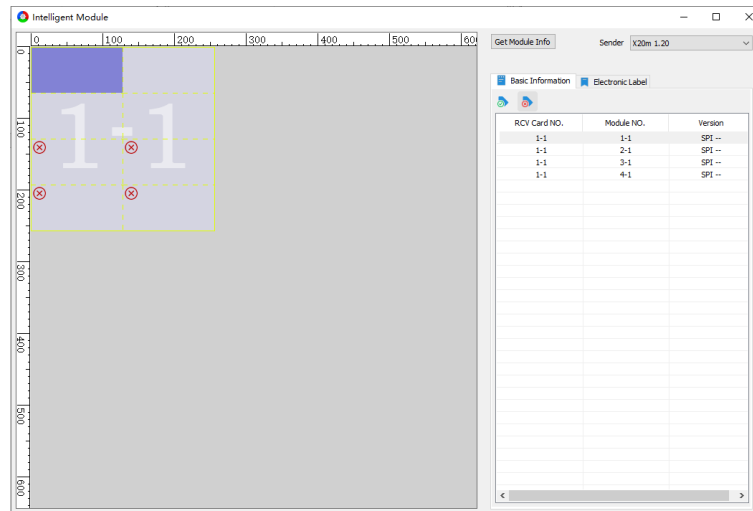 Intelligent Module
0 100 200 300 400 500 600
Get Module Info Sender X20m 1.20
Basic Information Electronic Label
RCV Card NO. Module NO. Version
1-1 1-1 SPI --
1-1 2-1 SPI --
1-1 3-1 SPI --
1-1 4-1 SPI --
1-1
0
100
200
300
400
500
600